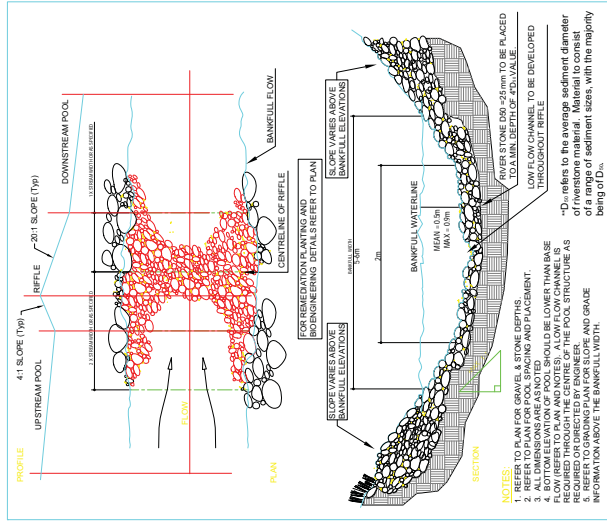 PROFILE
4:1 SLOPE (Typ)
20:1 SLOPE (Typ)
UPSTREAM POOL
RIFFLE
DOWNSTREAM POOL
FLOW
BANKFULL FLOW
CENTRELINE OF RIFFLE
PLAN
FOR REMEDIATION PLANTING AND
BIOENGINEERING DETAILS REFER TO PLAN
SLOPE VARIES ABOVE
BANKFULL ELEVATIONS
SLOPE VARIES ABOVE
BANKFULL ELEVATIONS
BANKFULL WIDTH
5-6m
BANKFULL WATERLINE
2m
MEAN = 0.5m
MAX = 0.9m
SECTION
RIVER STONE D50 =25mm TO BE PLACED
TO A MIN. DEPTH OF 4*D₅₀ VALUE.
LOW FLOW CHANNEL TO BE DEVELOPED
THROUGHOUT RIFFLE
NOTES:
1. REFER TO PLAN FOR GRAVEL & STONE DEPTHS.
2. REFER TO PLAN FOR POOL SPACING AND PLACEMENT.
3. ALL DIMENSIONS ARE AS NOTED
4. BOTTOM ELEVATION OF POOL SHOULD BE LOWER THAN BASE
FLOW (REFER TO PLAN AND NOTES). A LOW FLOW CHANNEL IS
REQUIRED THROUGH THE CENTRE OF THE POOL STRUCTURE AS
REQUIRED OR DIRECTED BY ENGINEER.
5. REFER TO GRADING PLAN FOR SLOPE AND GRADE
INFORMATION ABOVE THE BANKFULL WIDTH.
*D₅₀ refers to the average sediment diameter
of riverstone material. Material to consist
of a range of sediment sizes, with the majority
being of D₅₀.